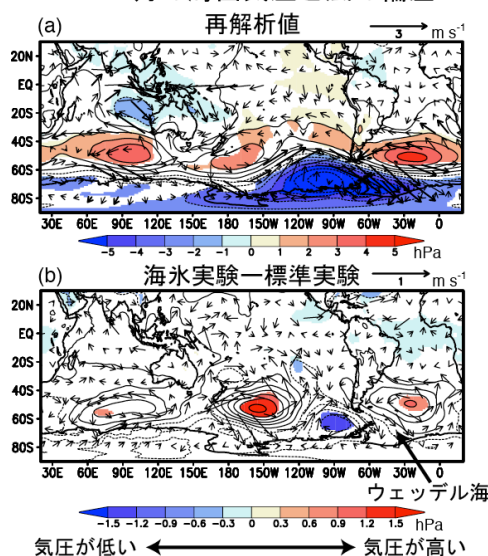 (a) 再解析値 3 m s⁻¹
20N
EQ
20S
40S
60S
80S
30E 60E 90E 120E 150E 180 150W 120W 90W 60W 30W 0
−5 −4 −3 −2 −1 0 1 2 3 4 5 hPa
(b) 海氷実験ー標準実験 1 m s⁻¹
20N
EQ
20S
40S
60S
80S
30E 60E 90E 120E 150E 180 150W 120W 90W 60W 30W 0
ウェッデル海
−1.5 −1.2 −0.9 −0.6 −0.3 0 0.3 0.6 0.9 1.2 1.5 hPa
気圧が低い 気圧が高い